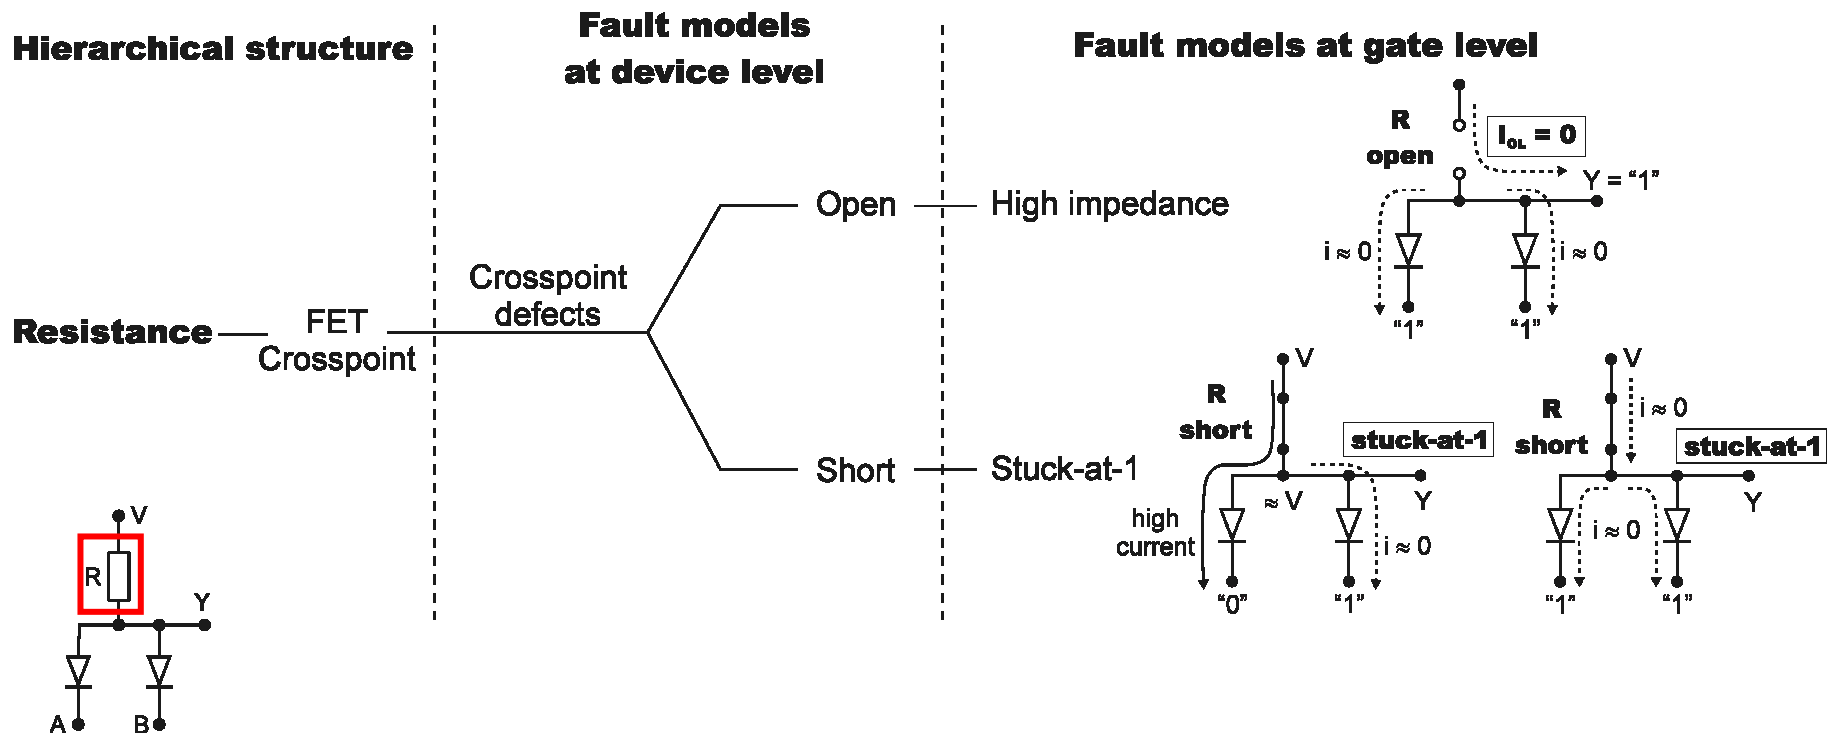 Hierarchical structure
Fault models
at device level
Fault models at gate level
R
open
I_OL = 0
Y = “1”
Open
High impedance
i ≈ 0
i ≈ 0
“1”
“1”
Resistance
FET
Crosspoint
Crosspoint
defects
V
R
short
stuck-at-1
≈ V
Y
high
current
i ≈ 0
“0”
“1”
V
R
short
i ≈ 0
stuck-at-1
Y
i ≈ 0
“1”
“1”
Short
Stuck-at-1
V
R
Y
A
B